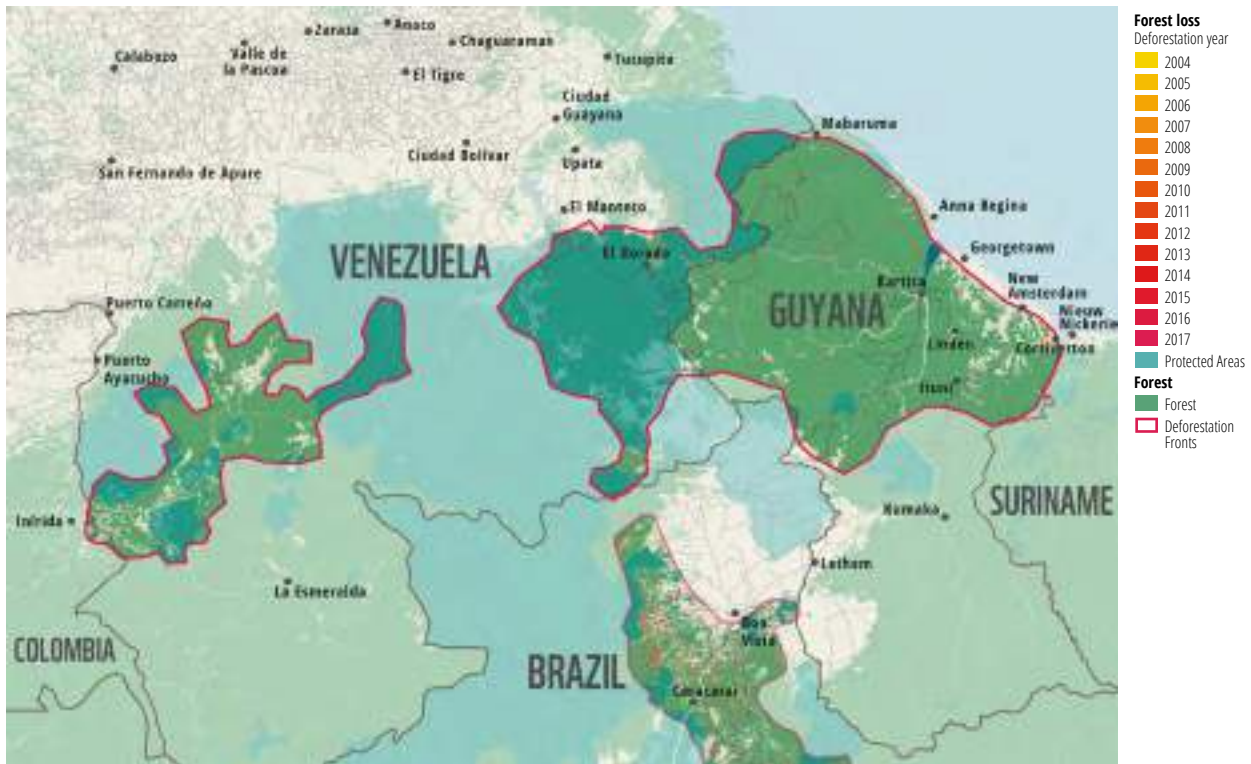 Zaraza
Anaco
Chaguaramas
Calabozo
Valle de
la Pascua
El Tigre
Tucupita
Ciudad
Guayana
Mabaruma
Ciudad Bolívar
Upata
San Fernando de Apure
El Manteco
Anna Regina
VENEZUELA
El Dorado
Georgetown
Bartica
New
Amsterdam
Puerto Carreño
GUYANA
Nieuw
Nickerie
Linden
Corriverton
Puerto
Ayacucho
Ituni
SURINAME
Inírida
Kumaka
Lethem
La Esmeralda
Boa
Vista
COLOMBIA
BRAZIL
Caracaraí
Forest loss
Deforestation year
2004
2005
2006
2007
2008
2009
2010
2011
2012
2013
2014
2015
2016
2017
Protected Areas
Forest
Forest
Deforestation
Fronts